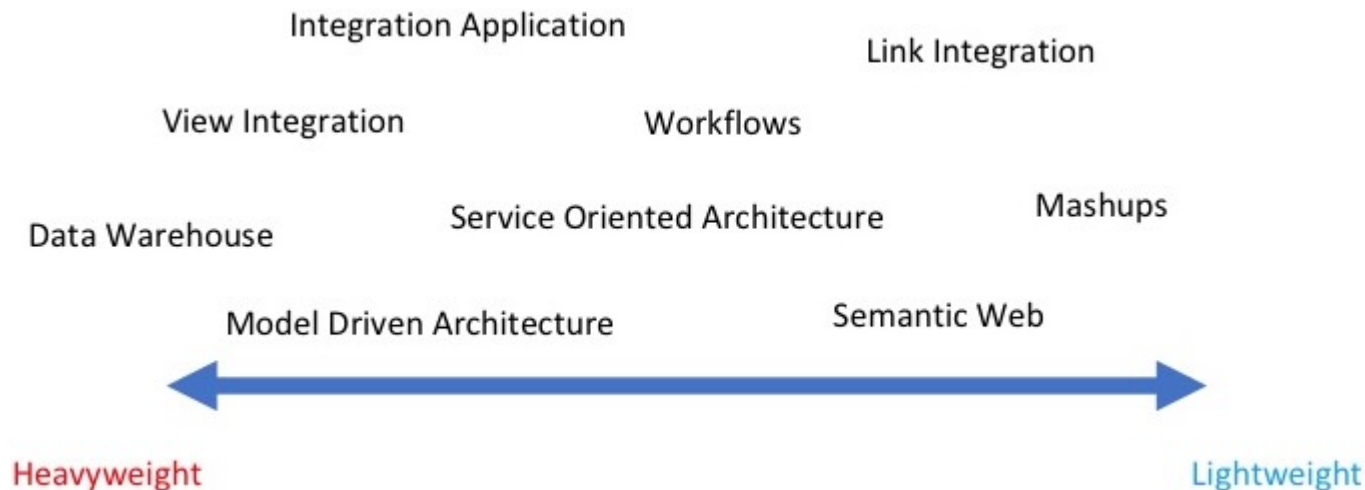 Integration Application
Link Integration
View Integration
Workflows
Data Warehouse
Service Oriented Architecture
Mashups
Model Driven Architecture
Semantic Web
Heavyweight
Lightweight